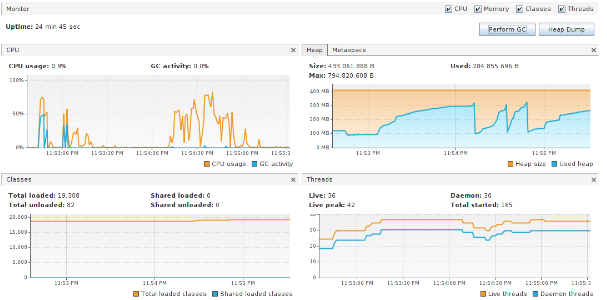 Monitor
CPU Memory Classes Threads
Uptime: 24 min 45 sec
Perform GC Heap Dump
CPU
CPU usage: 0,9% GC activity: 0,0%
100%
50%
0%
11:53:00 PM 11:53:30 PM 11:54:00 PM 11:54:30 PM 11:55:00 PM 11:55:3
CPU usage GC activity
Heap Metaspace
Size: 433.061.888 B Used: 284.855.696 B
Max: 794.820.608 B
400 MB
300 MB
200 MB
100 MB
0 MB
11:53 PM 11:54 PM 11:55 PM
Heap size Used heap
Classes
Total loaded: 19.308 Shared loaded: 0
Total unloaded: 82 Shared unloaded: 0
20.000
15.000
10.000
5.000
0
11:53 PM 11:54 PM 11:55 PM
Total loaded classes Shared loaded classes
Threads
Live: 36 Daemon: 30
Live peak: 42 Total started: 165
30
20
10
0
11:53:00 PM 11:53:30 PM 11:54:00 PM 11:54:30 PM 11:55:00 PM 11:55:3
Live threads Daemon threads